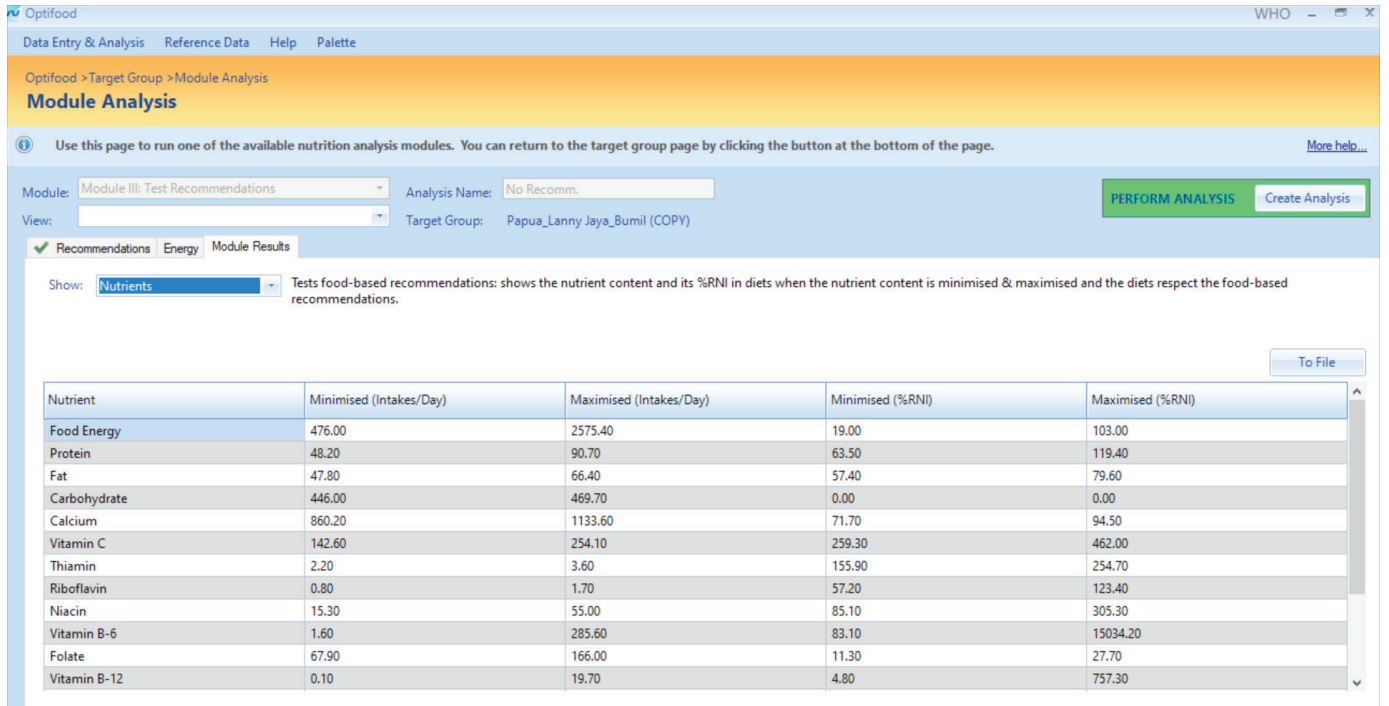 Optifood WHO
Data Entry & Analysis Reference Data Help Palette
Optifood >Target Group >Module Analysis
Module Analysis
Use this page to run one of the available nutrition analysis modules. You can return to the target group page by clicking the button at the bottom of the page. More help...
Module: Module III: Test Recommendations Analysis Name: No Recomm. PERFORM ANALYSIS Create Analysis
View: Target Group: Papua_Lanny Jaya_Bumil (COPY)
Recommendations Energy Module Results
Show: Nutrients Tests food-based recommendations: shows the nutrient content and its %RNI in diets when the nutrient content is minimised & maximised and the diets respect the food-based
recommendations.
To File
Nutrient Minimised (Intakes/Day) Maximised (Intakes/Day) Minimised (%RNI) Maximised (%RNI)
Food Energy 476.00 2575.40 19.00 103.00
Protein 48.20 90.70 63.50 119.40
Fat 47.80 66.40 57.40 79.60
Carbohydrate 446.00 469.70 0.00 0.00
Calcium 860.20 1133.60 71.70 94.50
Vitamin C 142.60 254.10 259.30 462.00
Thiamin 2.20 3.60 155.90 254.70
Riboflavin 0.80 1.70 57.20 123.40
Niacin 15.30 55.00 85.10 305.30
Vitamin B-6 1.60 285.60 83.10 15034.20
Folate 67.90 166.00 11.30 27.70
Vitamin B-12 0.10 19.70 4.80 757.30